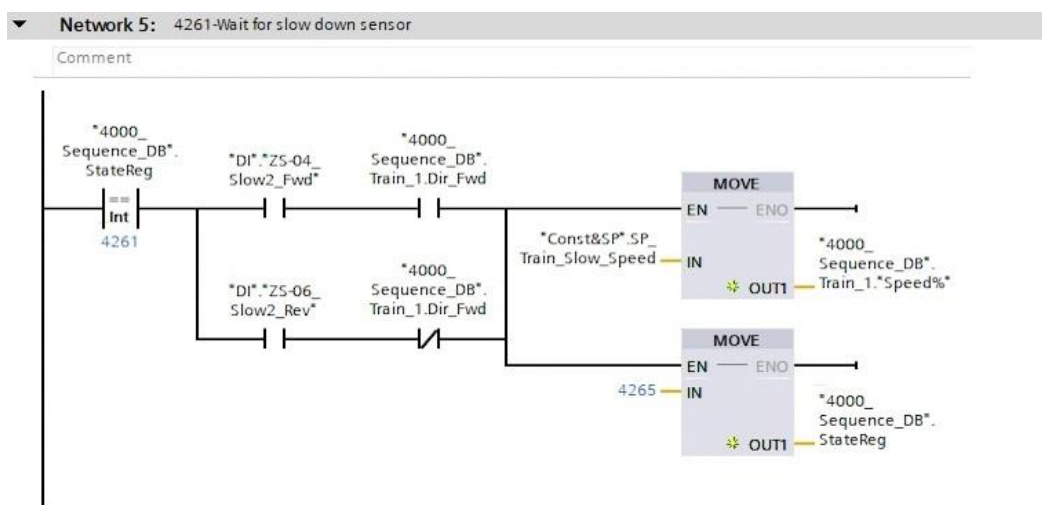 Network 5: 4261-Wait for slow down sensor
Comment
"4000_
Sequence_DB".
StateReg
==
Int
4261
"DI"."ZS-04_
Slow2_Fwd"
"4000_
Sequence_DB".
Train_1.Dir_Fwd
"DI"."ZS-06_
Slow2_Rev"
"4000_
Sequence_DB".
Train_1.Dir_Fwd
MOVE
EN ENO
"Const&SP".SP_
Train_Slow_Speed
IN
OUT1
"4000_
Sequence_DB".
Train_1."Speed%"
MOVE
EN ENO
4265 IN
OUT1
"4000_
Sequence_DB".
StateReg